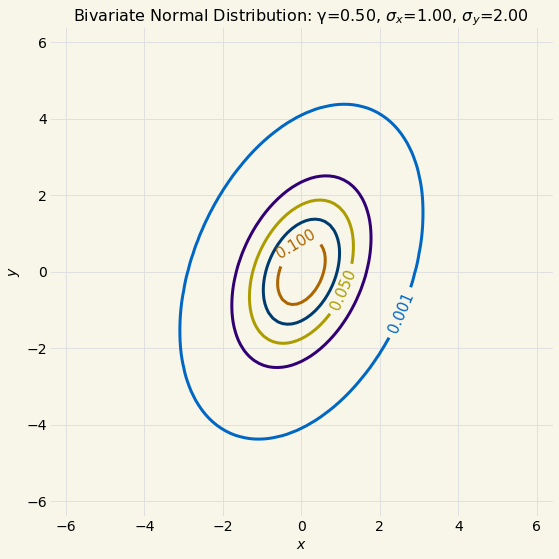 Bivariate Normal Distribution: γ=0.50, σx=1.00, σy=2.00
6
4
2
0
−2
−4
−6
y
0.100
0.050
0.001
−6 −4 −2 0 2 4 6
x